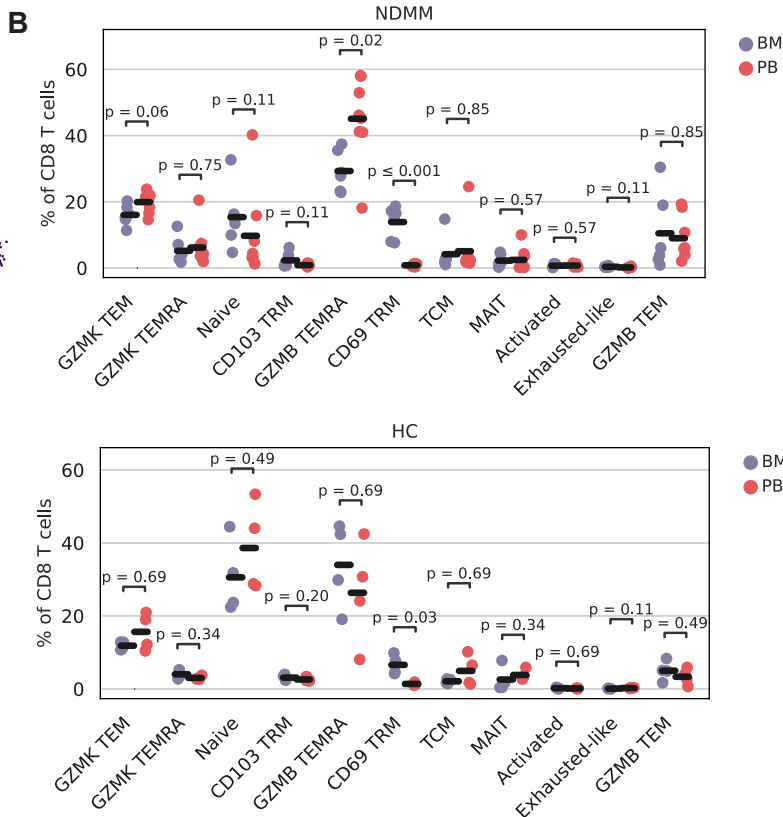 B
NDMM
BM
PB
% of CD8 T cells
60
40
20
0
p = 0.06
p = 0.75
p = 0.11
p = 0.11
p = 0.02
p ≤ 0.001
p = 0.85
p = 0.57
p = 0.57
p = 0.11
p = 0.85
GZMK TEM
GZMK TEMRA
Naïve
CD103 TRM
GZMB TEMRA
CD69 TRM
TCM
MAIT
Activated
Exhausted-like
GZMB TEM
HC
BM
PB
% of CD8 T cells
60
40
20
0
p = 0.69
p = 0.34
p = 0.49
p = 0.20
p = 0.69
p = 0.03
p = 0.69
p = 0.34
p = 0.69
p = 0.11
p = 0.49
GZMK TEM
GZMK TEMRA
Naïve
CD103 TRM
GZMB TEMRA
CD69 TRM
TCM
MAIT
Activated
Exhausted-like
GZMB TEM